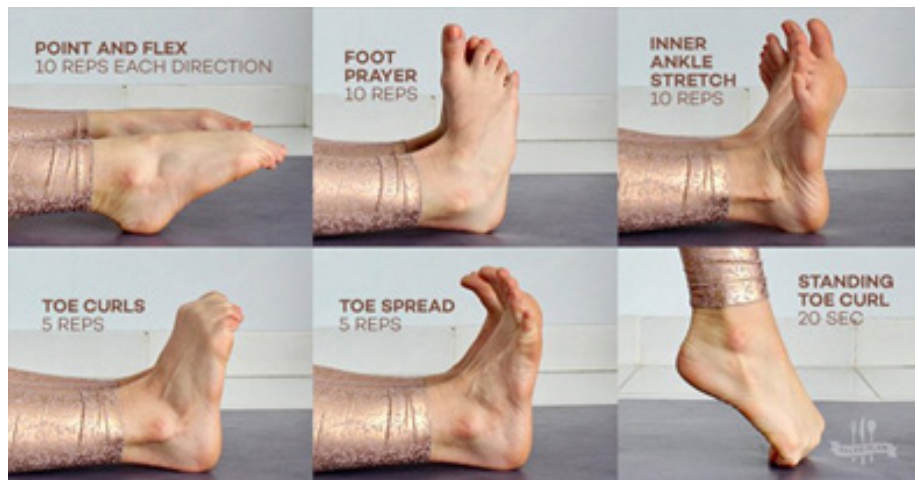 POINT AND FLEX
10 REPS EACH DIRECTION
FOOT
PRAYER
10 REPS
INNER
ANKLE
STRETCH
10 REPS
TOE CURLS
5 REPS
TOE SPREAD
5 REPS
STANDING
TOE CURL
20 SEC